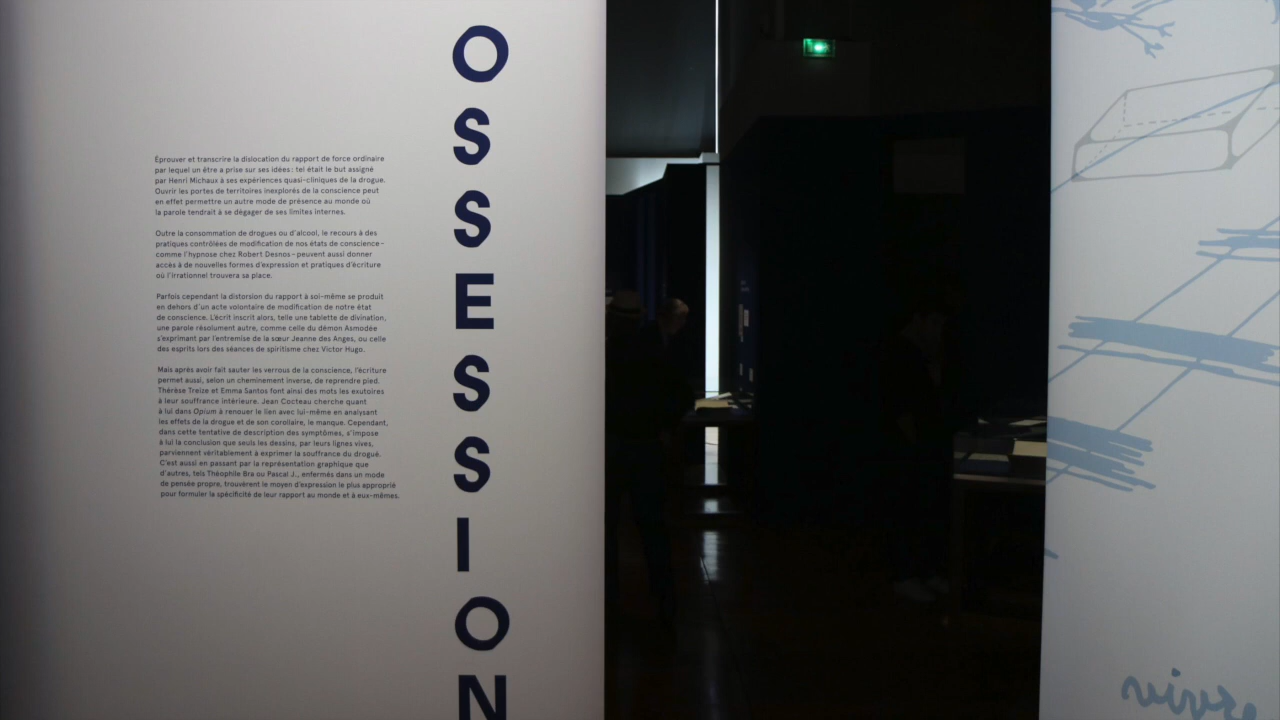 OSSESSION
Éprouver et transcrire la dislocation du rapport de force ordinaire
par lequel un être a prise sur ses idées : tel était le but assigné
par Henri Michaux à ses expériences quasi-cliniques de la drogue.
Ouvrir les portes de territoires inexplorés de la conscience peut
en effet permettre un autre mode de présence au monde où
la parole tendrait à se dégager de ses limites internes.
Outre la consommation de drogues ou d'alcool, le recours à des
pratiques contrôlées de modification de nos états de conscience –
comme l'hypnose chez Robert Desnos – peuvent aussi donner
accès à de nouvelles formes d'expression et pratiques d'écriture
où l'irrationnel trouvera sa place.
Parfois cependant la distorsion du rapport à soi-même se produit
en dehors d'un acte volontaire de modification de notre état
de conscience. L'écrit inscrit alors, telle une tablette de divination,
une parole résolument autre, comme celle du démon Asmodée
s'exprimant par l'entremise de la sœur Jeanne des Anges, ou celle
des esprits lors des séances de spiritisme chez Victor Hugo.
Mais après avoir fait sauter les verrous de la conscience, l'écriture
permet aussi, selon un cheminement inverse, de reprendre pied.
Thérèse Treize et Emma Santos font ainsi des mots les exutoires
à leur souffrance intérieure. Jean Cocteau cherche quant
à lui dans Opium à renouer le lien avec lui-même en analysant
les effets de la drogue et de son corollaire, le manque. Cependant,
dans cette tentative de description des symptômes, s'impose
à lui la conclusion que seuls les dessins, par leurs lignes vives,
parviennent véritablement à exprimer la souffrance du drogué.
C'est aussi en passant par la représentation graphique que
d'autres, tels Théophile Bra ou Pascal J., enfermés dans un mode
de pensée propre, trouvèrent le moyen d'expression le plus approprié
pour formuler la spécificité de leur rapport au monde et à eux-mêmes.
vivre